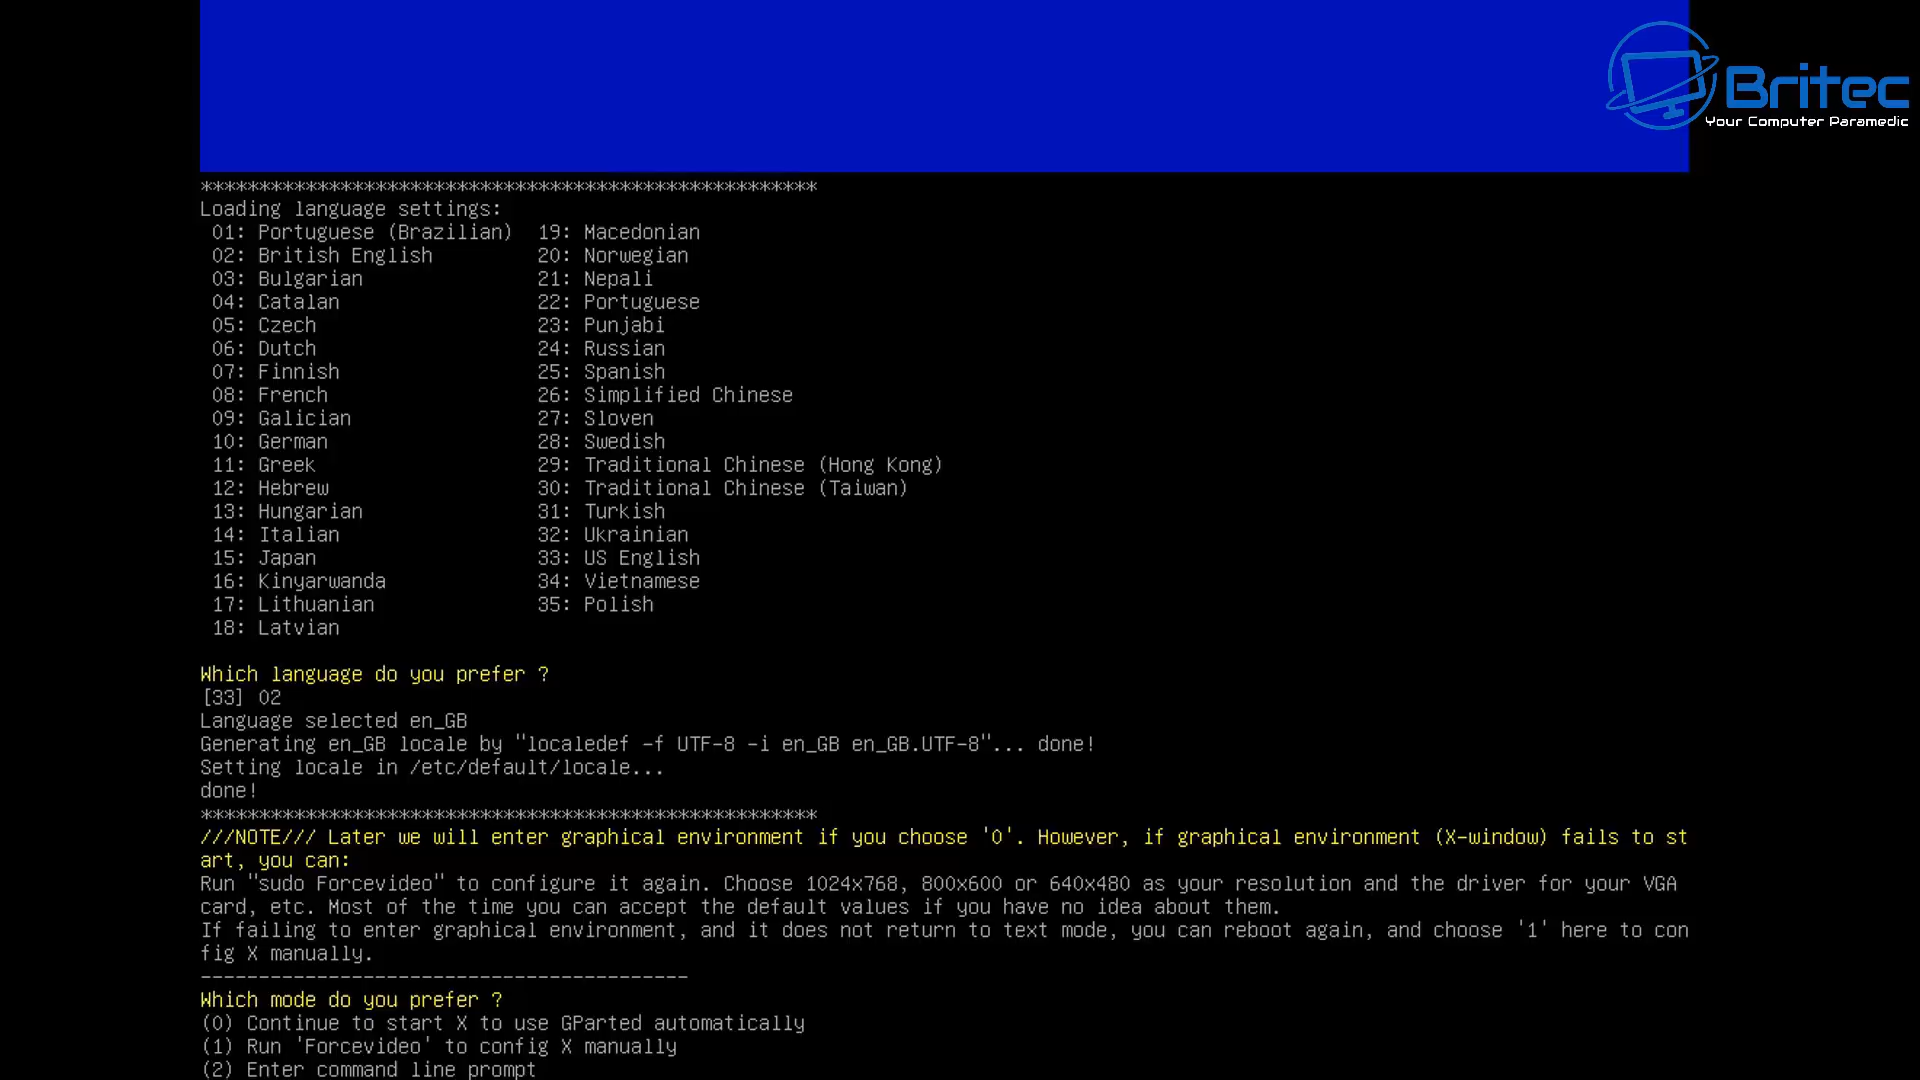 Britec
Your Computer Paramedic
*****************************************************
Loading language settings:
01: Portuguese (Brazilian) 19: Macedonian
02: British English 20: Norwegian
03: Bulgarian 21: Nepali
04: Catalan 22: Portuguese
05: Czech 23: Punjabi
06: Dutch 24: Russian
07: Finnish 25: Spanish
08: French 26: Simplified Chinese
09: Galician 27: Sloven
10: German 28: Swedish
11: Greek 29: Traditional Chinese (Hong Kong)
12: Hebrew 30: Traditional Chinese (Taiwan)
13: Hungarian 31: Turkish
14: Italian 32: Ukrainian
15: Japan 33: US English
16: Kinyarwanda 34: Vietnamese
17: Lithuanian 35: Polish
18: Latvian
Which language do you prefer ?
[33] 02
Language selected en_GB
Generating en_GB locale by "localedef -f UTF-8 -i en_GB en_GB.UTF-8"... done!
Setting locale in /etc/default/locale...
done!
*****************************************************
///NOTE/// Later we will enter graphical environment if you choose '0'. However, if graphical environment (X-window) fails to st
art, you can:
Run "sudo Forcevideo" to configure it again. Choose 1024x768, 800x600 or 640x480 as your resolution and the driver for your VGA
card, etc. Most of the time you can accept the default values if you have no idea about them.
If failing to enter graphical environment, and it does not return to text mode, you can reboot again, and choose '1' here to con
fig X manually.
------------------------------------------
Which mode do you prefer ?
(0) Continue to start X to use GParted automatically
(1) Run 'Forcevideo' to config X manually
(2) Enter command line prompt